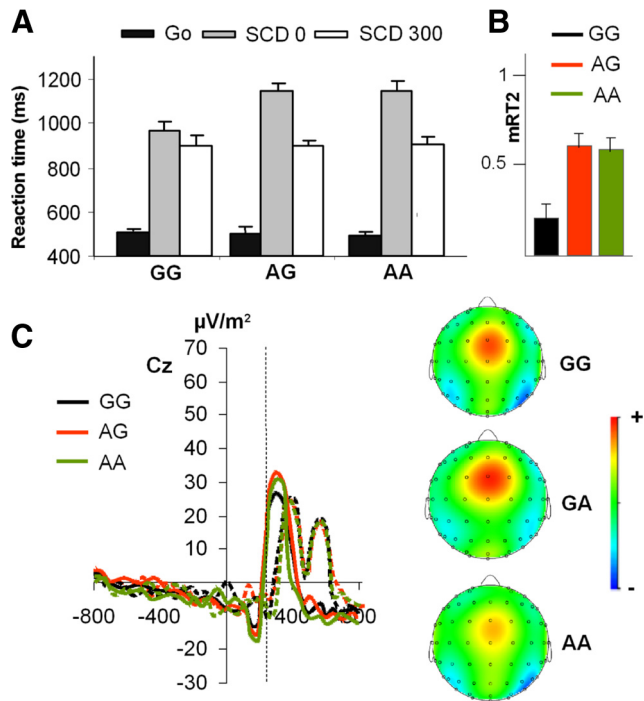 A
Go SCD 0 SCD 300
Reaction time (ms)
1200
1000
800
600
400
GG AG AA
B
GG
AG
AA
mRT2
1
0.5
C
µV/m²
Cz
GG
AG
AA
70
60
50
40
30
20
10
-10
-20
-30
-800 -400 400
GG
GA
AA
+
-